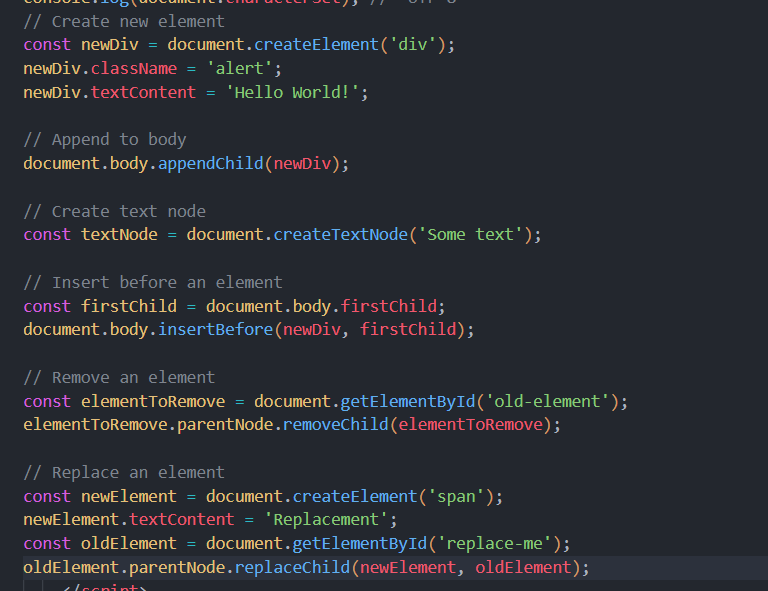 console.log(document.characterSet); // "UTF-8"
// Create new element
const newDiv = document.createElement('div');
newDiv.className = 'alert';
newDiv.textContent = 'Hello World!';
// Append to body
document.body.appendChild(newDiv);
// Create text node
const textNode = document.createTextNode('Some text');
// Insert before an element
const firstChild = document.body.firstChild;
document.body.insertBefore(newDiv, firstChild);
// Remove an element
const elementToRemove = document.getElementById('old-element');
elementToRemove.parentNode.removeChild(elementToRemove);
// Replace an element
const newElement = document.createElement('span');
newElement.textContent = 'Replacement';
const oldElement = document.getElementById('replace-me');
oldElement.parentNode.replaceChild(newElement, oldElement);
</script>